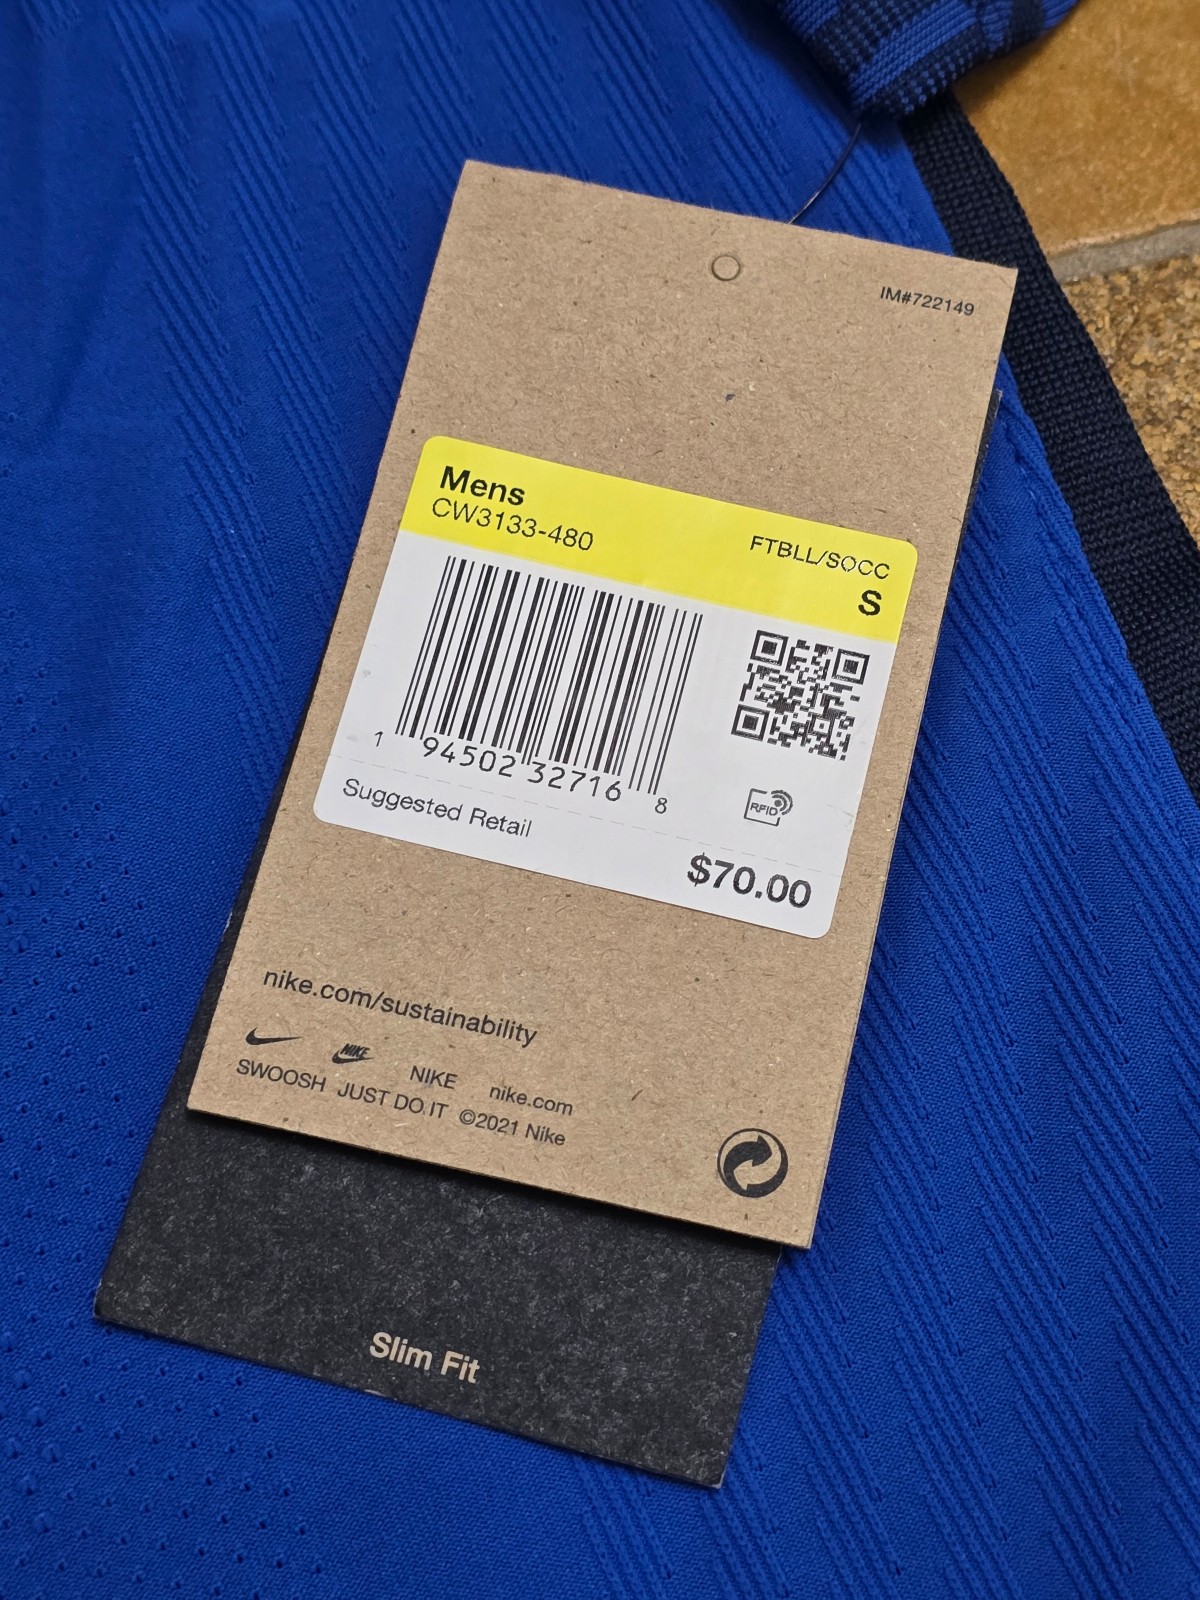 IM#722149
Mens
CW3133-480
FTBLL/SOCC
S
1 94502 32716 8
RFID
Suggested Retail
$70.00
nike.com/sustainability
NIKE NIKE nike.com
SWOOSH JUST DO IT ©2021 Nike
Slim Fit